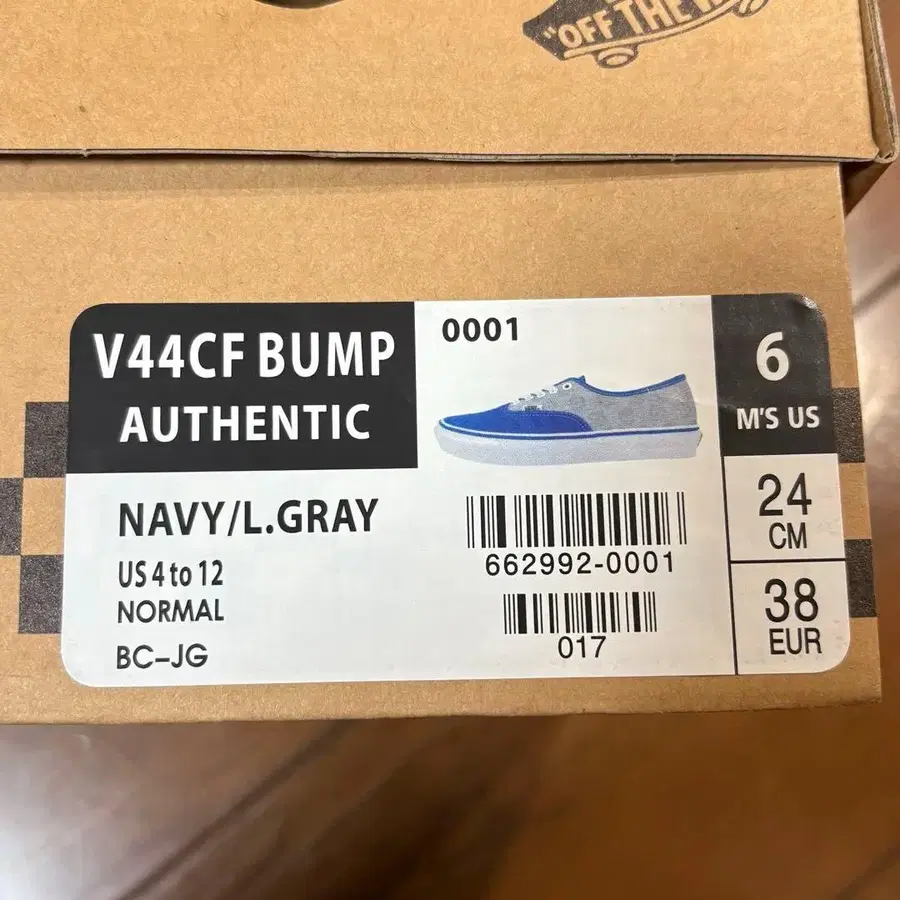 "OFF THE
V44CF BUMP
AUTHENTIC
0001
6
M'S US
NAVY/L.GRAY
US 4 to 12
NORMAL
BC-JG
662992-0001
017
24
CM
38
EUR